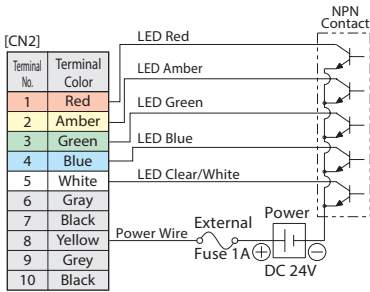 NPN
Contact
[CN2]
LED Red
Terminal No. Terminal Color
LED Amber
1 Red
2 Amber
LED Green
3 Green
LED Blue
4 Blue
5 White
LED Clear/White
6 Gray
7 Black
8 Yellow
Power Wire
External
Fuse 1A
Power
+
−
DC 24V
9 Grey
10 Black